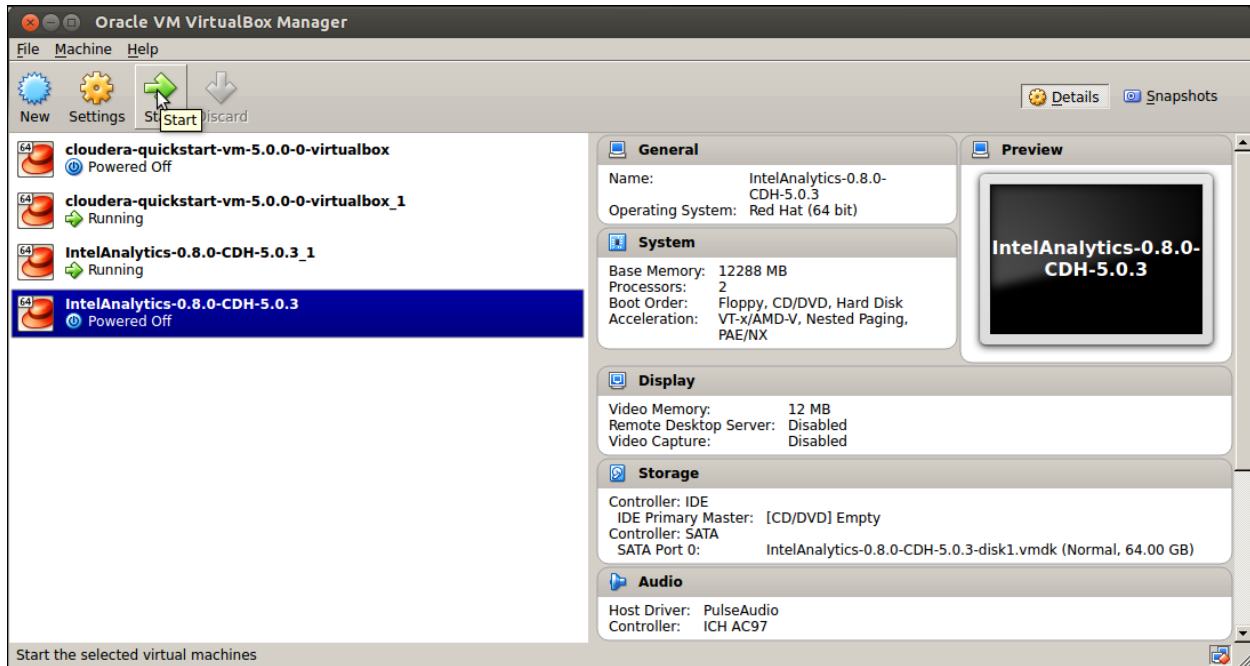 Oracle VM VirtualBox Manager
File Machine Help
New Settings Start Discard
Start
Details Snapshots
64 cloudera-quickstart-vm-5.0.0-0-virtualbox
Powered Off
64 cloudera-quickstart-vm-5.0.0-0-virtualbox_1
Running
64 IntelAnalytics-0.8.0-CDH-5.0.3_1
Running
64 IntelAnalytics-0.8.0-CDH-5.0.3
Powered Off
General
Name: IntelAnalytics-0.8.0-
CDH-5.0.3
Operating System: Red Hat (64 bit)
System
Base Memory: 12288 MB
Processors: 2
Boot Order: Floppy, CD/DVD, Hard Disk
Acceleration: VT-x/AMD-V, Nested Paging,
PAE/NX
Preview
IntelAnalytics-0.8.0-
CDH-5.0.3
Display
Video Memory: 12 MB
Remote Desktop Server: Disabled
Video Capture: Disabled
Storage
Controller: IDE
IDE Primary Master: [CD/DVD] Empty
Controller: SATA
SATA Port 0: IntelAnalytics-0.8.0-CDH-5.0.3-disk1.vmdk (Normal, 64.00 GB)
Audio
Host Driver: PulseAudio
Controller: ICH AC97
Start the selected virtual machines